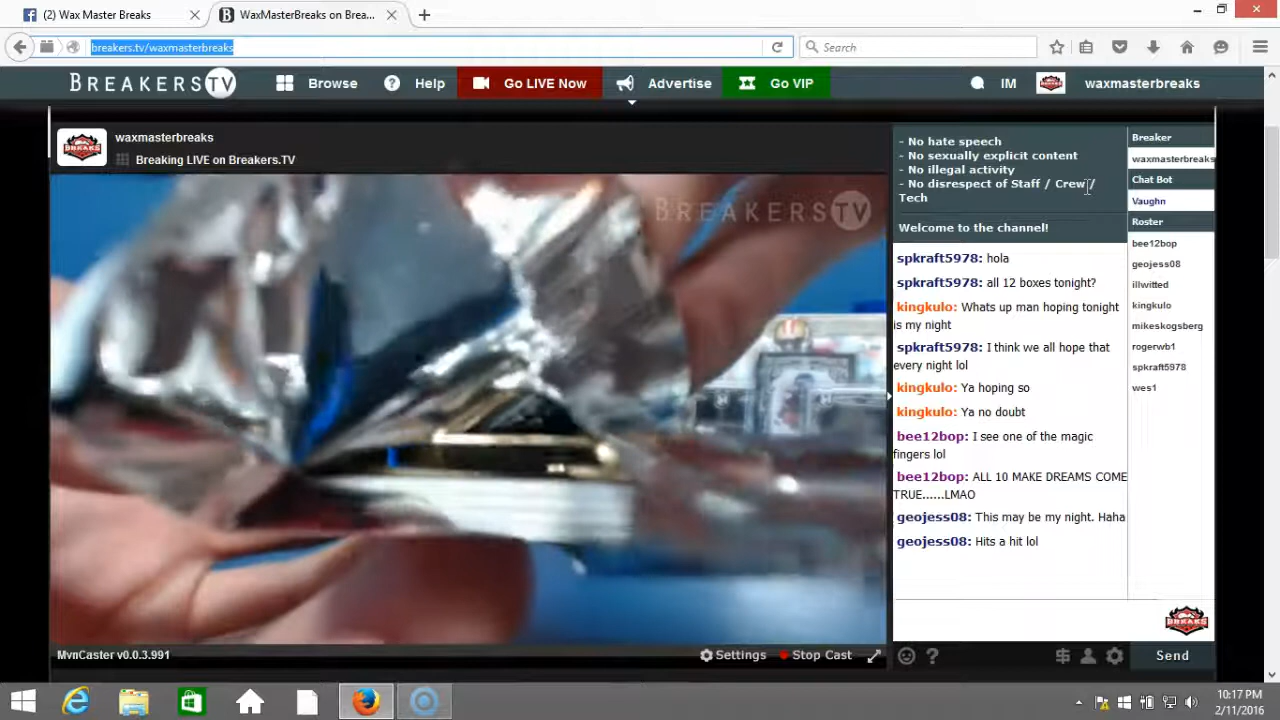 (2) Wax Master Breaks
WaxMasterBreaks on Brea...
breakers.tv/waxmasterbreaks
Search
BREAKERSTV
Browse
Help
Go LIVE Now
Advertise
Go VIP
IM
waxmasterbreaks
waxmasterbreaks
Breaking LIVE on Breakers.TV
BREAKERSTV
- No hate speech
- No sexually explicit content
- No illegal activity
- No disrespect of Staff / Crew /
Tech
Welcome to the channel!
spkraft5978: hola
spkraft5978: all 12 boxes tonight?
kingkulo: Whats up man hoping tonight
is my night
spkraft5978: I think we all hope that
every night lol
kingkulo: Ya hoping so
kingkulo: Ya no doubt
bee12bop: I see one of the magic
fingers lol
bee12bop: ALL 10 MAKE DREAMS COME
TRUE......LMAO
geojess08: This may be my night. Haha
geojess08: Hits a hit lol
Breaker
waxmasterbreaks
Chat Bot
Vaughn
Roster
bee12bop
geojess08
illwitted
kingkulo
mikeskogsberg
rogerwb1
spkraft5978
wes1
BREAKS
MvnCaster v0.0.3.991
Settings
Stop Cast
Send
10:17 PM
2/11/2016